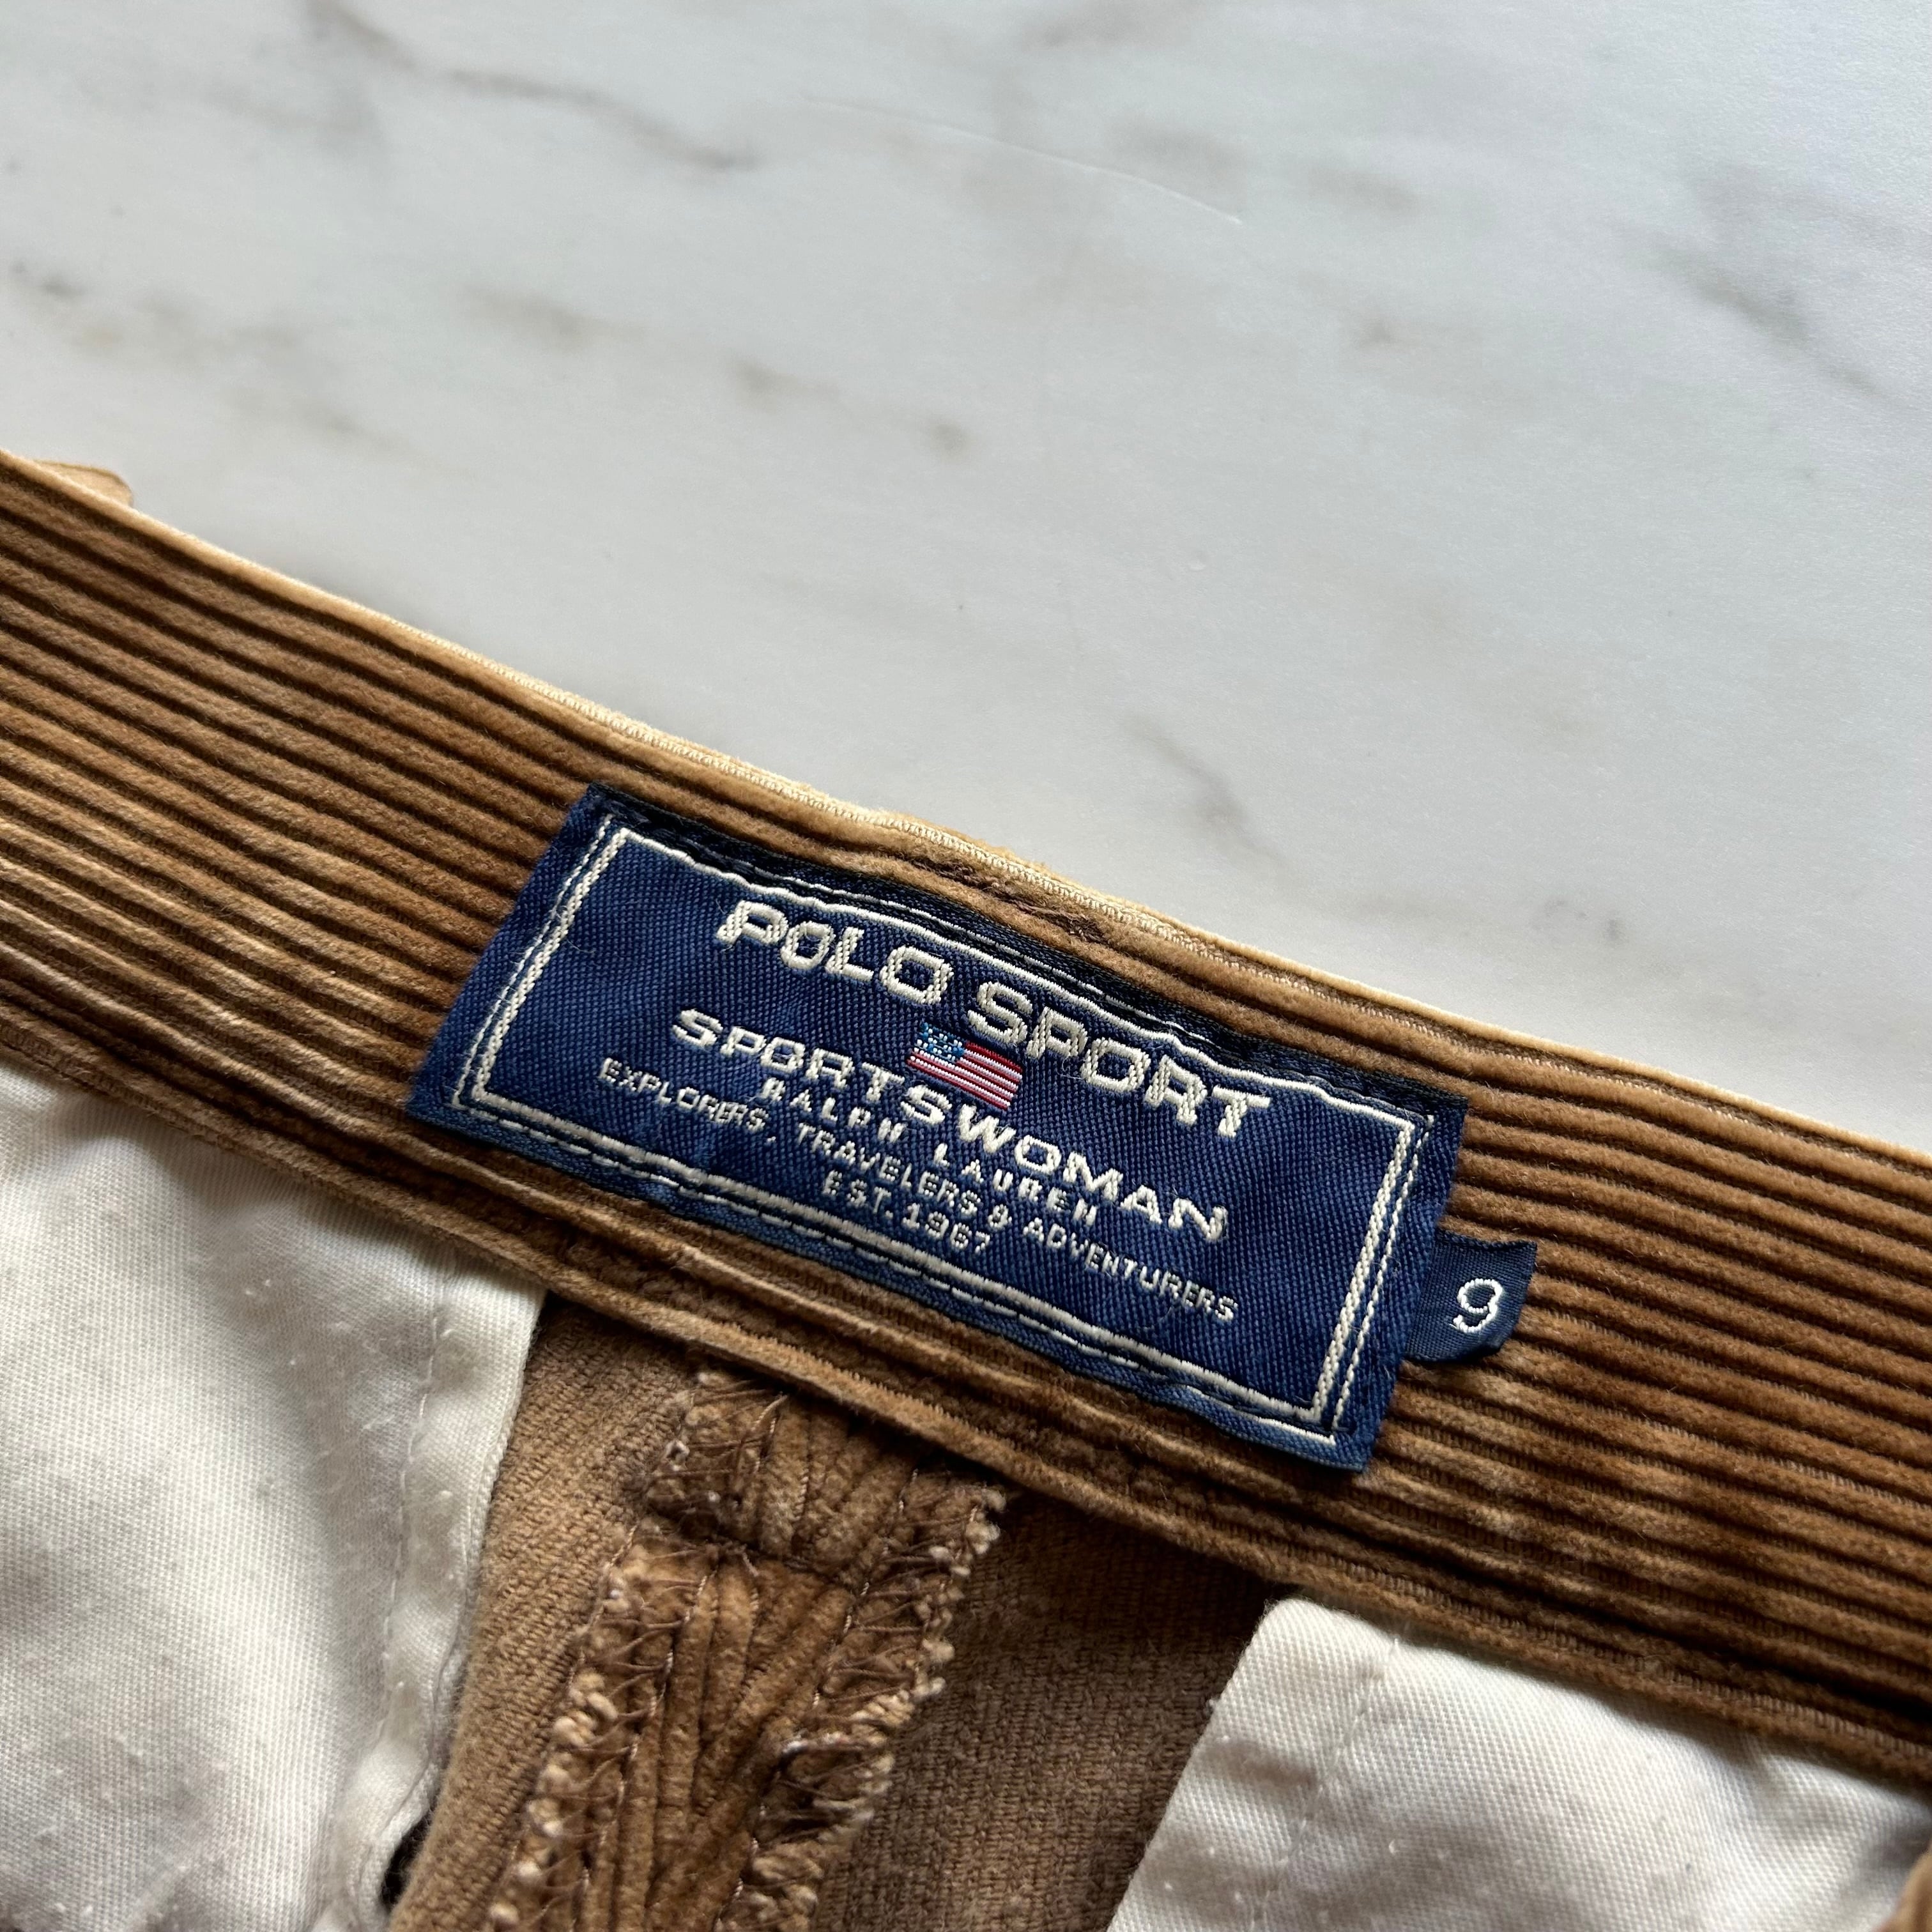 POLO SPORT
SPORTSWOMAN
RALPH LAUREN
EXPLORERS, TRAVELERS & ADVENTURERS
EST. 1967
9